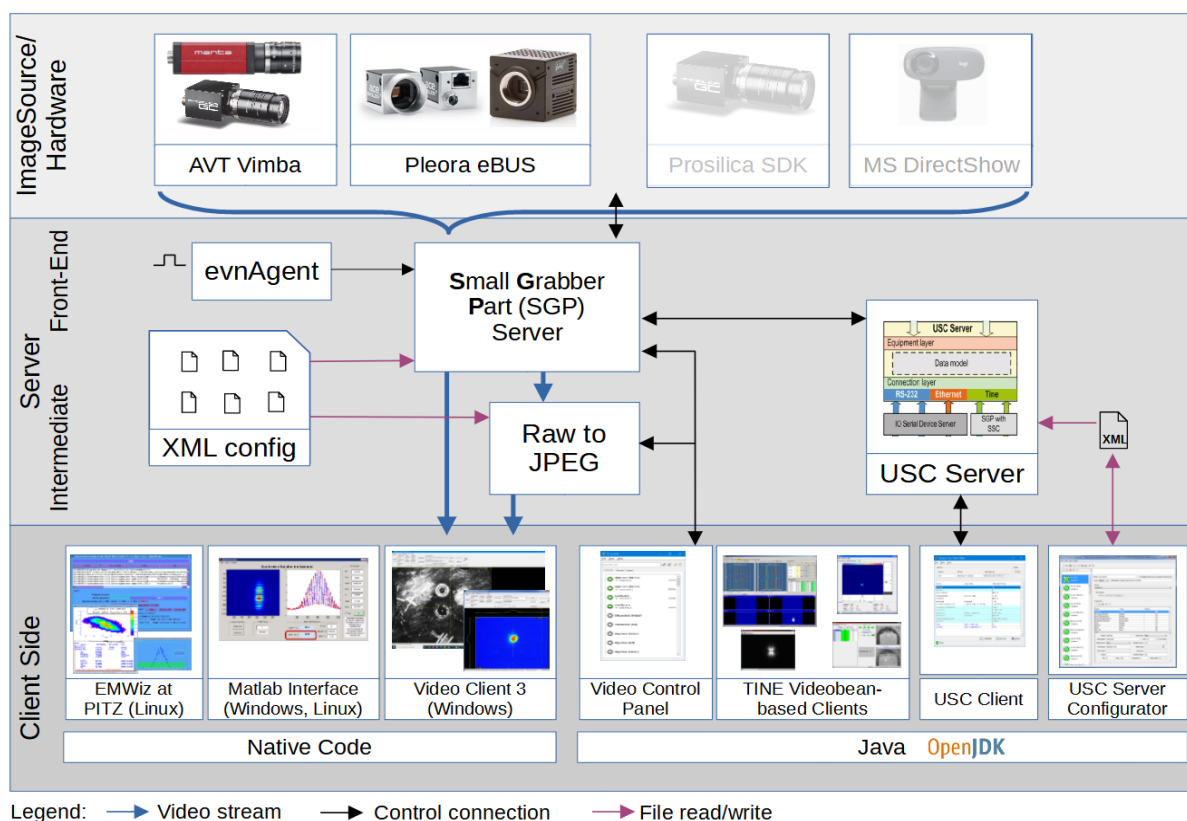 ImageSource/
Hardware
manta
AVT Vimba
Pleora eBUS
Prosilica SDK
MS DirectShow
Server
Front-End
Intermediate
evnAgent
Small Grabber
Part (SGP)
Server
XML config
Raw to
JPEG
USC Server
Equipment layer
Data model
Connection layer
RS-232
Ethernet
Tine
IO Serial Device Server
SGP with
SSC
USC Server
XML
Client Side
EMWiz at
PITZ (Linux)
Matlab Interface
(Windows, Linux)
Video Client 3
(Windows)
Video Control
Panel
TINE Videobean-
based Clients
USC Client
USC Server
Configurator
Native Code
Java OpenJDK
Legend: Video stream Control connection File read/write